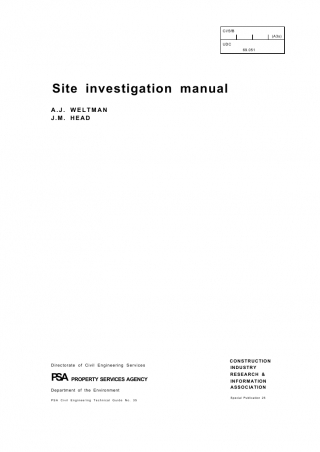 CI/SfB
(A3s)
UDC
69.051
Site investigation manual
A.J. WELTMAN
J.M. HEAD
Directorate of Civil Engineering Services
PSA PROPERTY SERVICES AGENCY
Department of the Environment
PSA Civil Engineering Technical Guide No. 35
CONSTRUCTION
INDUSTRY
RESEARCH &
INFORMATION
ASSOCIATION
Special Publication 25